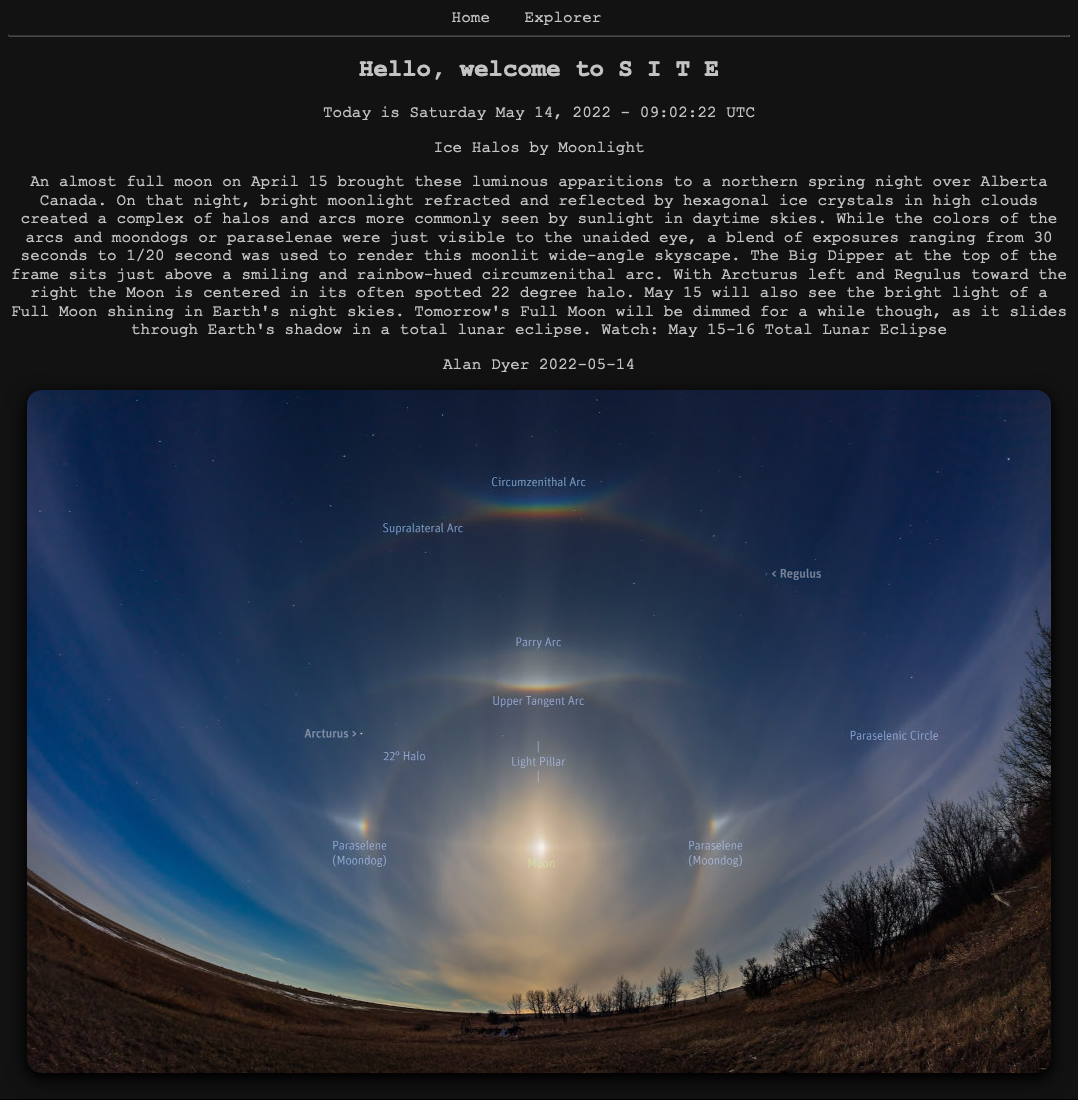 Home Explorer
Hello, welcome to S I T E
Today is Saturday May 14, 2022 - 09:02:22 UTC
Ice Halos by Moonlight
An almost full moon on April 15 brought these luminous apparitions to a northern spring night over Alberta
Canada. On that night, bright moonlight refracted and reflected by hexagonal ice crystals in high clouds
created a complex of halos and arcs more commonly seen by sunlight in daytime skies. While the colors of the
arcs and moondogs or paraselenae were just visible to the unaided eye, a blend of exposures ranging from 30
seconds to 1/20 second was used to render this moonlit wide-angle skyscape. The Big Dipper at the top of the
frame sits just above a smiling and rainbow-hued circumzenithal arc. With Arcturus left and Regulus toward the
right the Moon is centered in its often spotted 22 degree halo. May 15 will also see the bright light of a
Full Moon shining in Earth's night skies. Tomorrow's Full Moon will be dimmed for a while though, as it slides
through Earth's shadow in a total lunar eclipse. Watch: May 15-16 Total Lunar Eclipse
Alan Dyer 2022-05-14
Circumzenithal Arc
Supralateral Arc
< Regulus
Parry Arc
Upper Tangent Arc
Arcturus >
Paraselenic Circle
22° Halo
Light Pillar
Paraselene
(Moondog)
Paraselene
(Moondog)
Moon